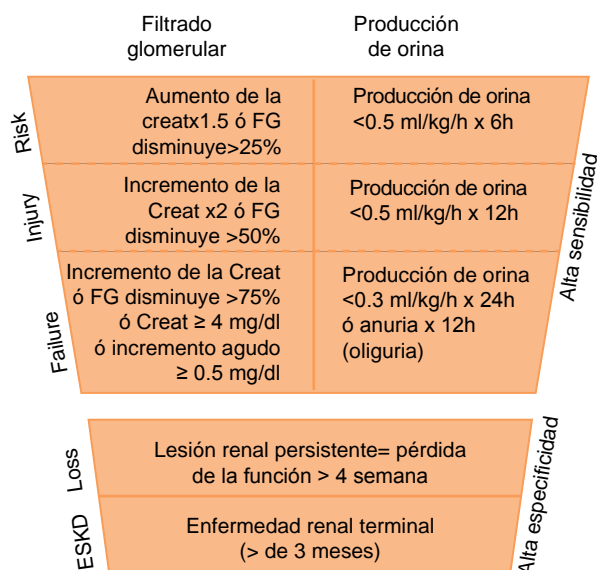 Filtrado
glomerular
Producción
de orina
Risk
Aumento de la
creatx1.5 ó FG
disminuye>25%
Producción de orina
<0.5 ml/kg/h x 6h
Injury
Incremento de la
Creat x2 ó FG
disminuye >50%
Producción de orina
<0.5 ml/kg/h x 12h
Failure
Incremento de la Creat
ó FG disminuye >75%
ó Creat ≥ 4 mg/dl
ó incremento agudo
≥ 0.5 mg/dl
Producción de orina
<0.3 ml/kg/h x 24h
ó anuria x 12h
(oliguria)
Alta sensibilidad
Loss
Lesión renal persistente= pérdida
de la función > 4 semana
ESKD
Enfermedad renal terminal
(> de 3 meses)
Alta especificidad